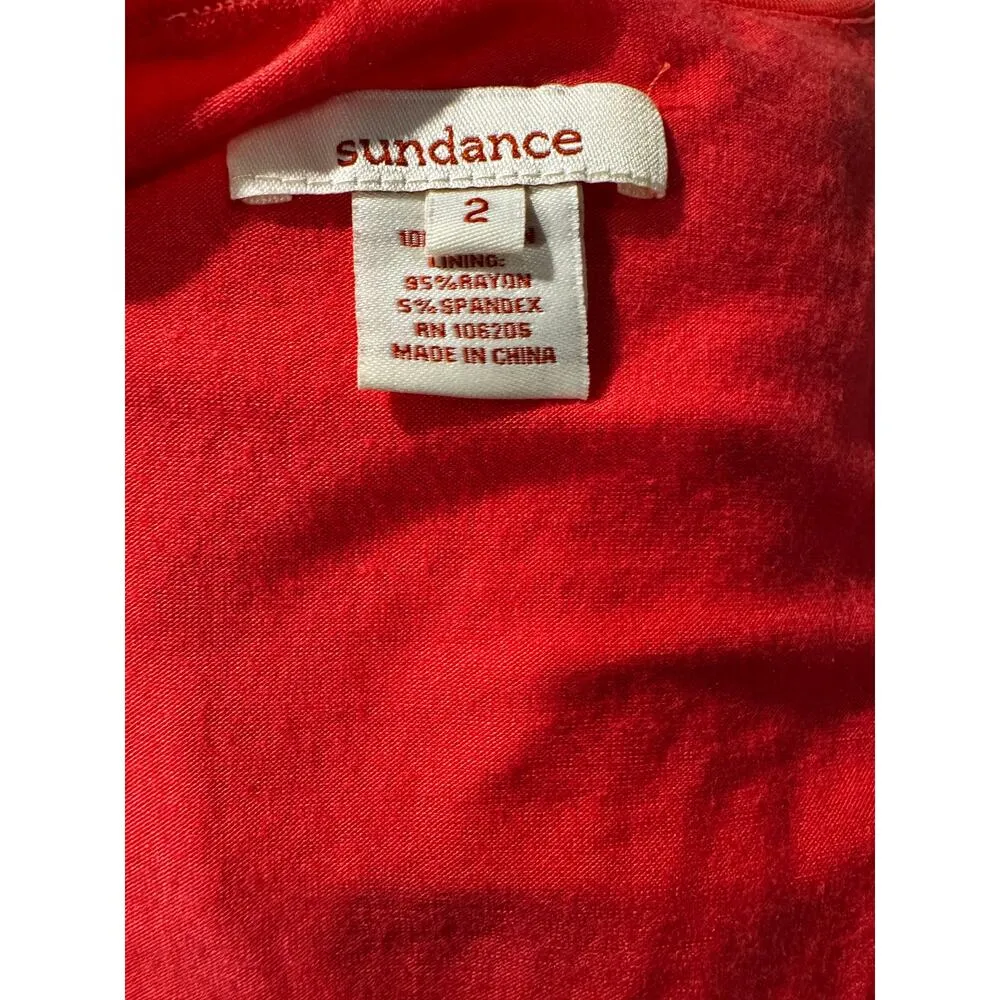 sundance
2
LINING:
95%RAYON
5%SPANDEX
RN 106205
MADE IN CHINA